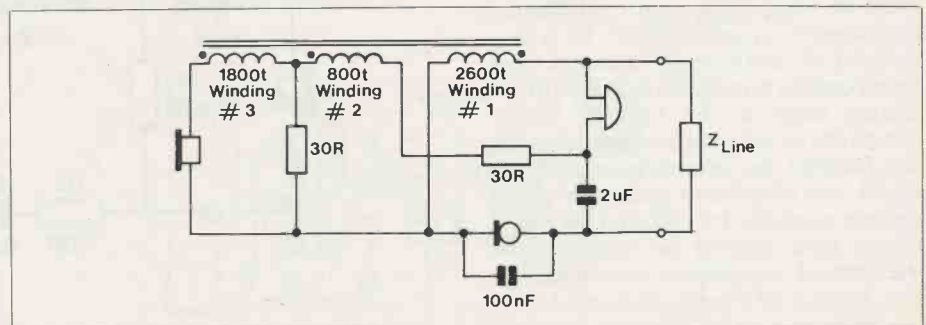 1800t
Winding
# 3
800t
Winding
# 2
2600t
Winding
# 1
30R
30R
2uF
Z Line
100nF